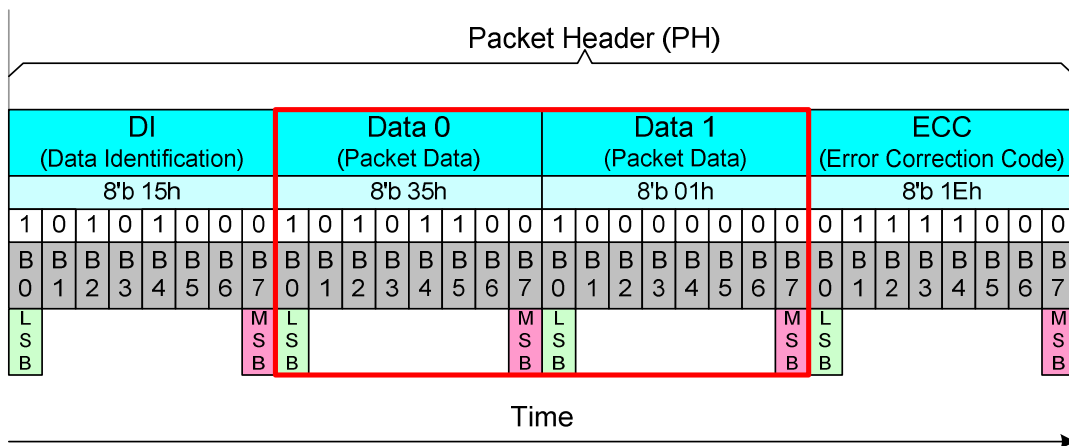 Packet Header (PH)
DI Data 0 Data 1 ECC
(Data Identification) (Packet Data) (Packet Data) (Error Correction Code)
8'b 15h 8'b 35h 8'b 01h 8'b 1Eh
1 0 1 0 1 0 0 0 1 0 1 0 1 1 0 0 1 0 0 0 0 0 0 0 0 1 1 1 1 0 0 0
B B B B B B B B B B B B B B B B B B B B B B B B B B B B B B B B
0 1 2 3 4 5 6 7 0 1 2 3 4 5 6 7 0 1 2 3 4 5 6 7 0 1 2 3 4 5 6 7
L M L M L M L M
S S S S S S S S
B B B B B B B B
Time